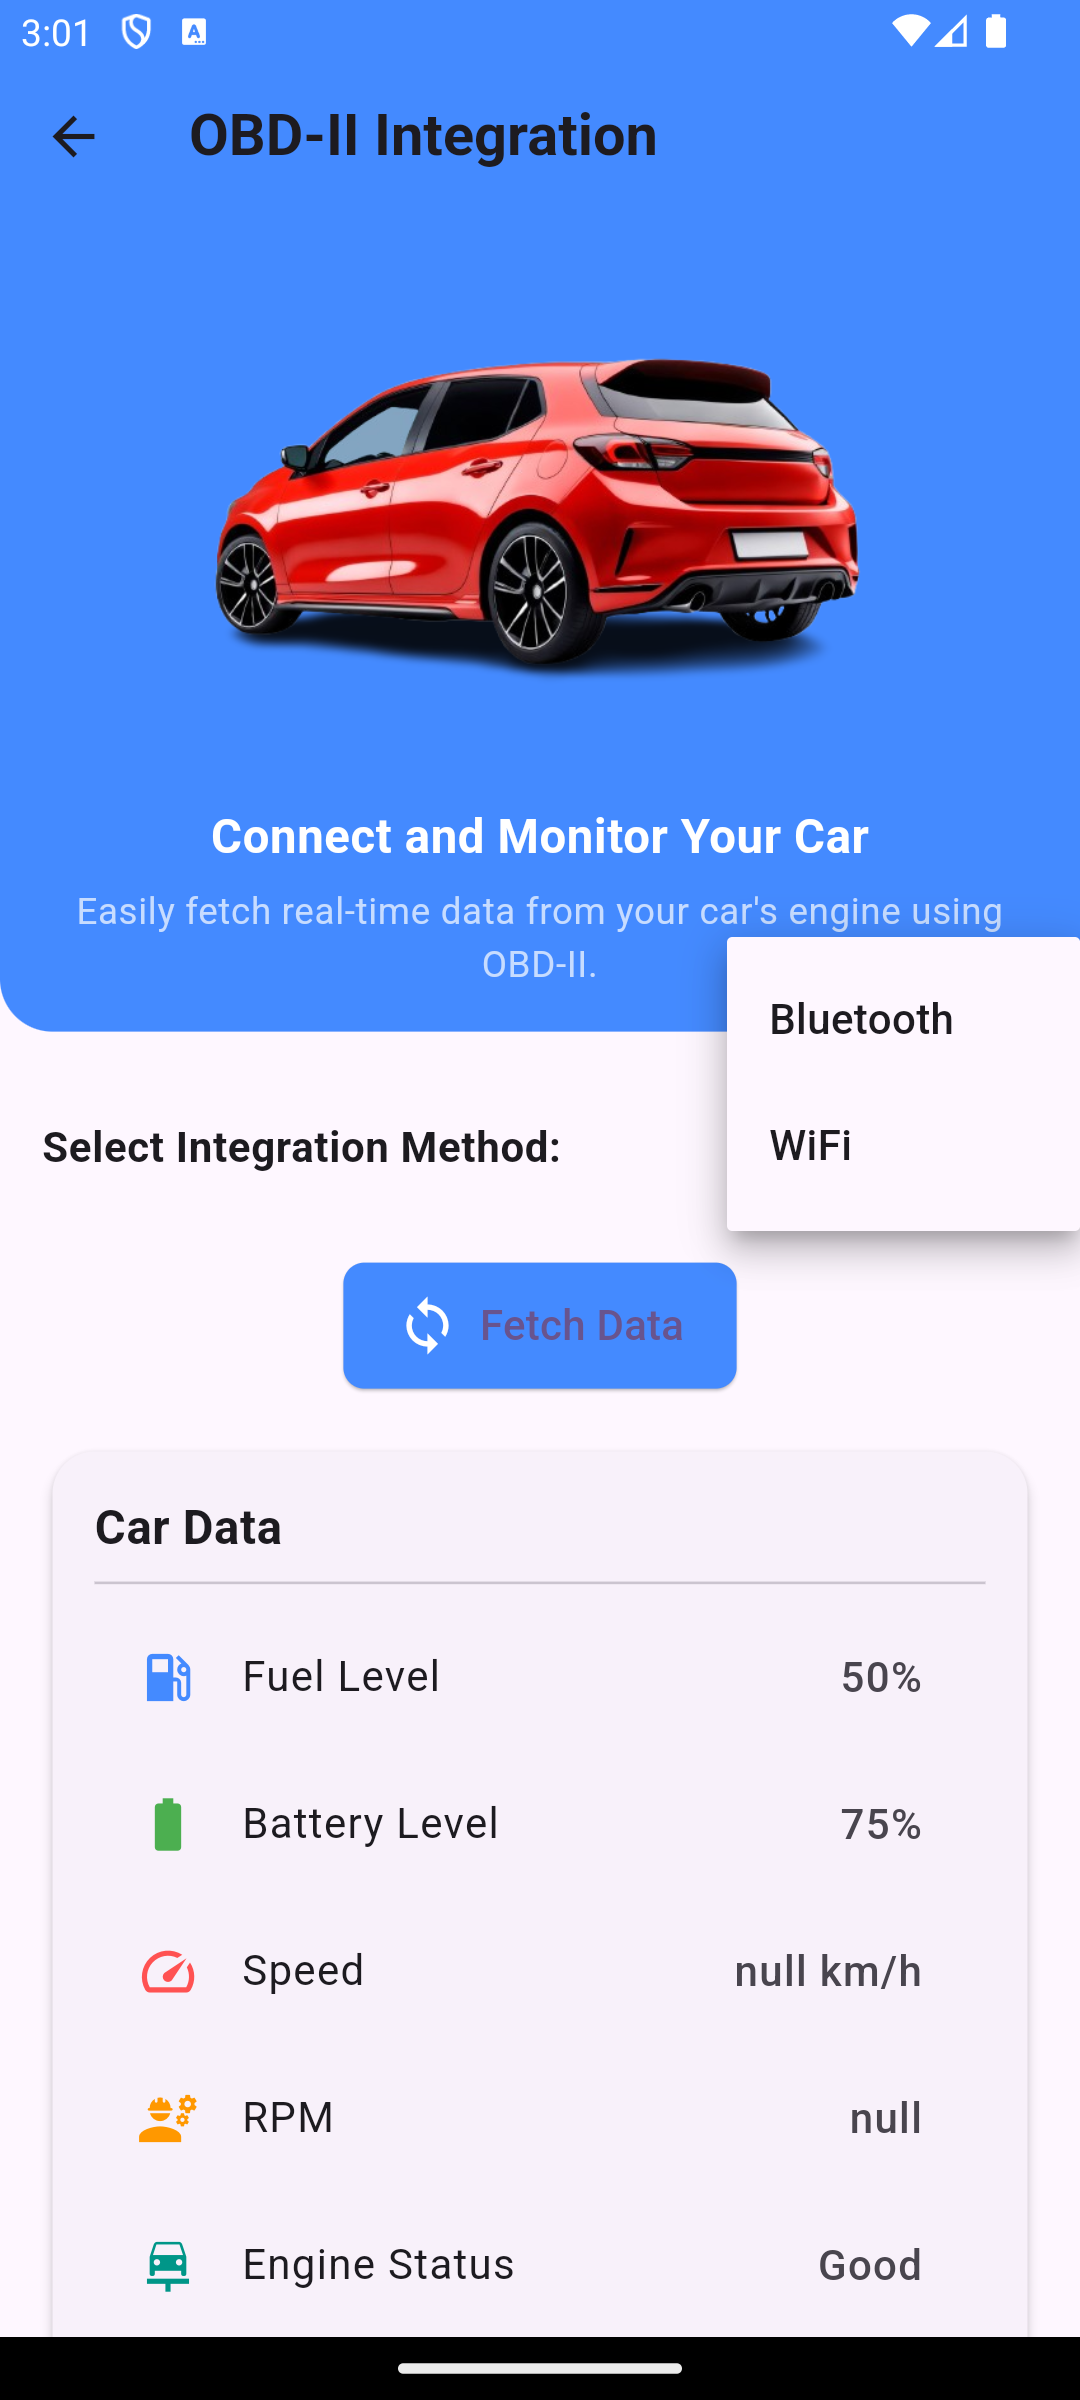 3:01
OBD-II Integration
Connect and Monitor Your Car
Easily fetch real-time data from your car's engine using
OBD-II.
Bluetooth
Select Integration Method:
WiFi
Fetch Data
Car Data
Fuel Level 50%
Battery Level 75%
Speed null km/h
RPM null
Engine Status Good